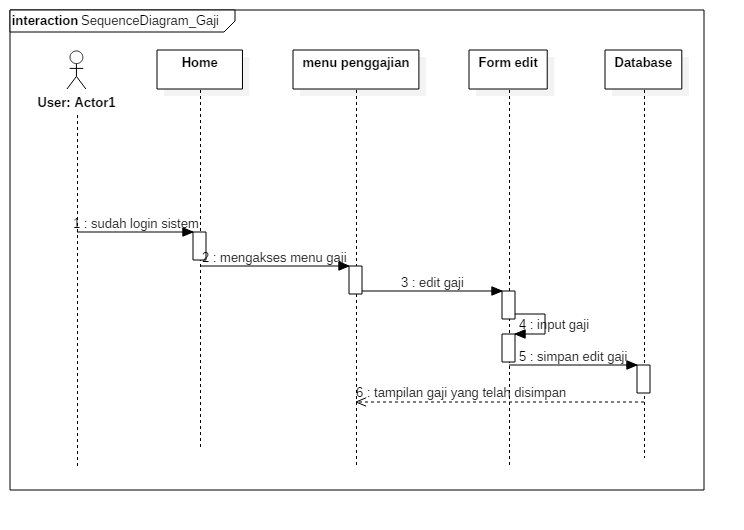 interaction SequenceDiagram_Gaji
Home
menu penggajian
Form edit
Database
User: Actor1
1 : sudah login sistem
2 : mengakses menu gaji
3 : edit gaji
4 : input gaji
5 : simpan edit gaji
6 : tampilan gaji yang telah disimpan